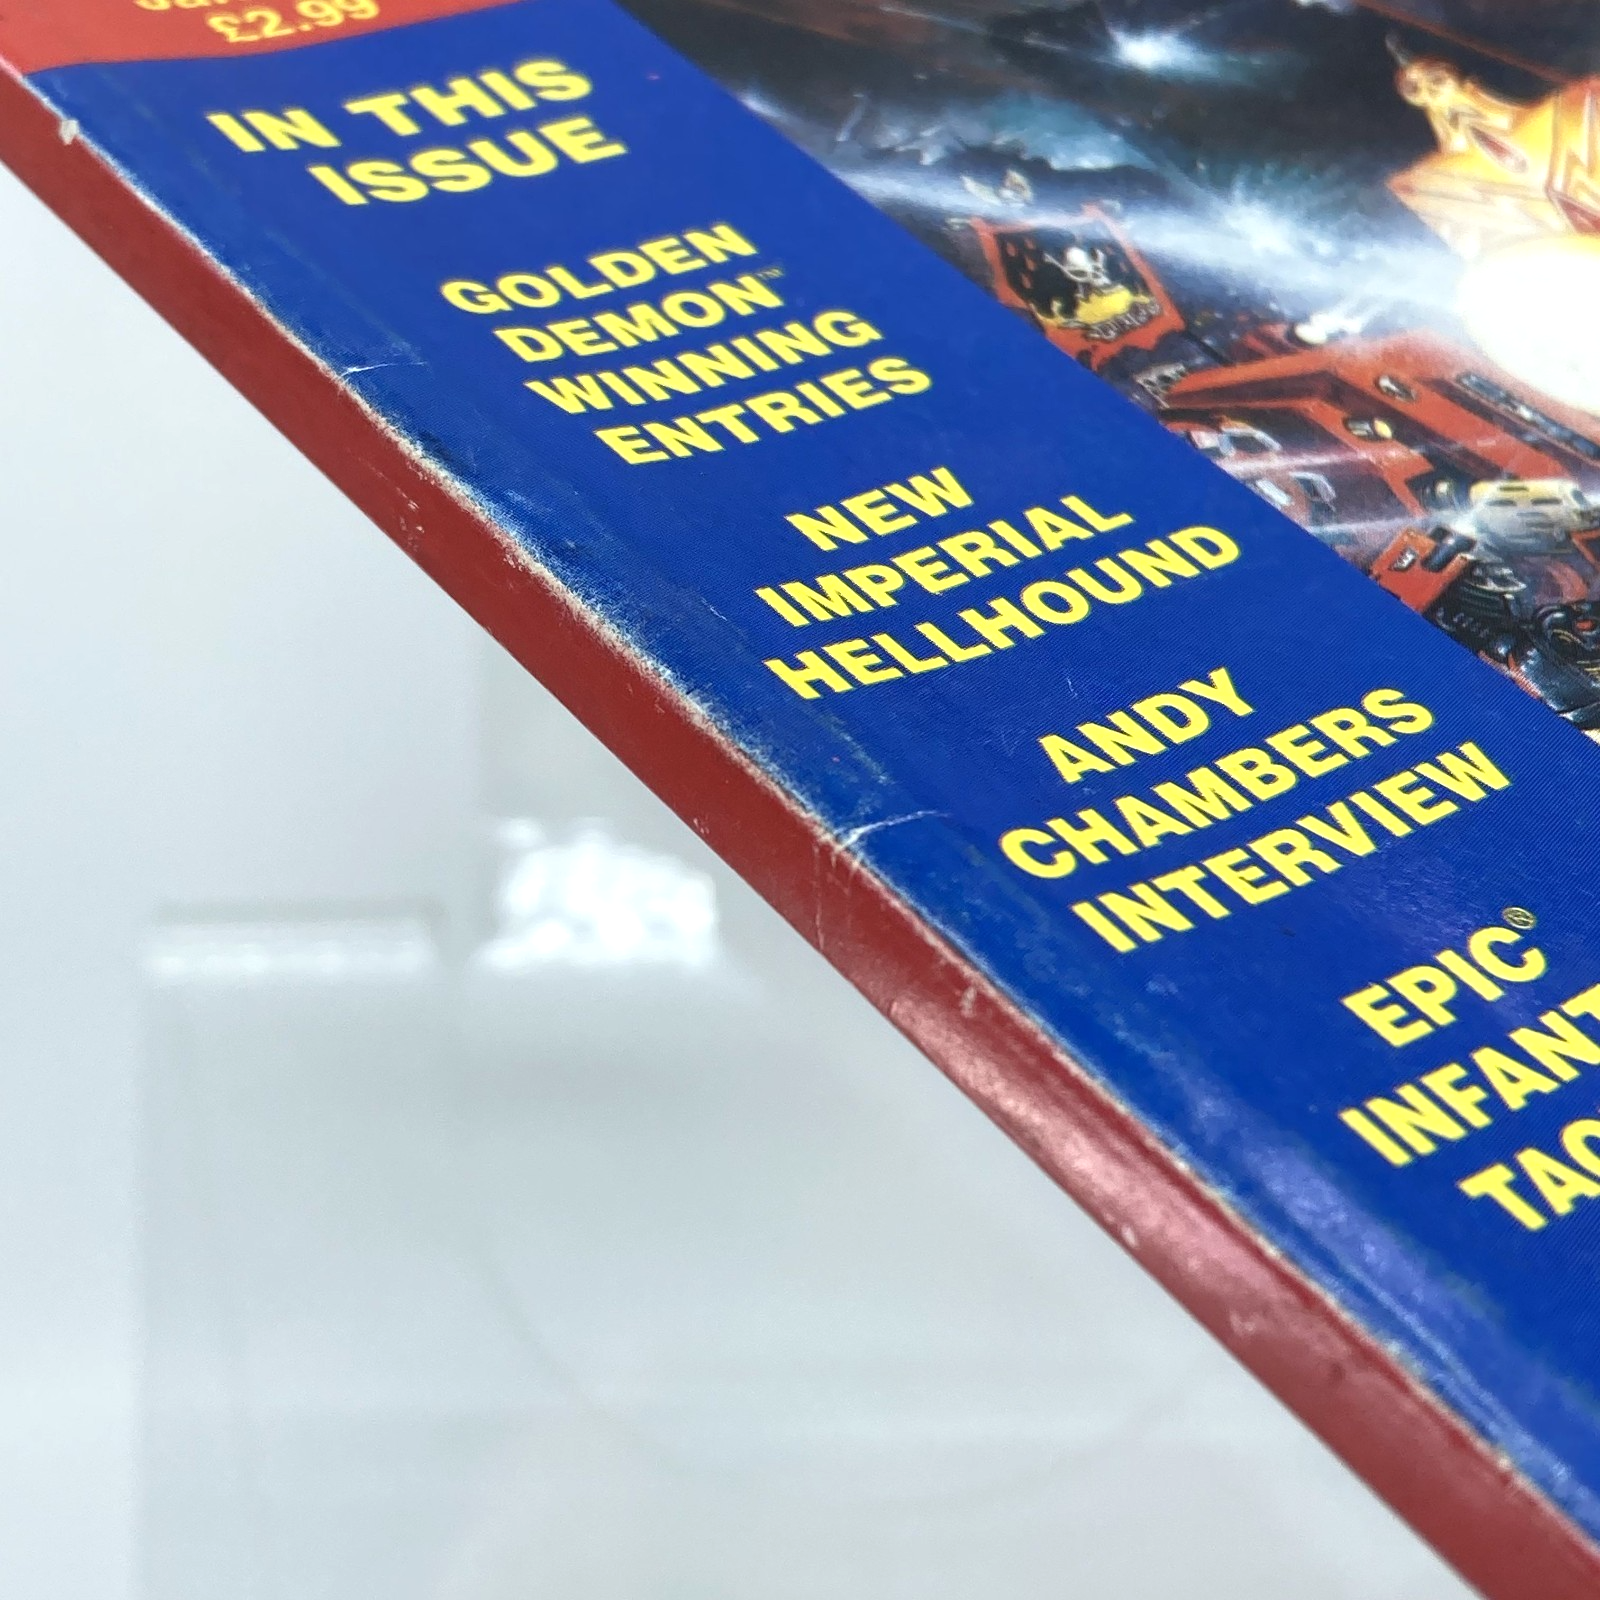 £2.99
IN THIS
ISSUE
GOLDEN
DEMON™
WINNING
ENTRIES
NEW
IMPERIAL
HELLHOUND
ANDY
CHAMBERS
INTERVIEW
EPIC®